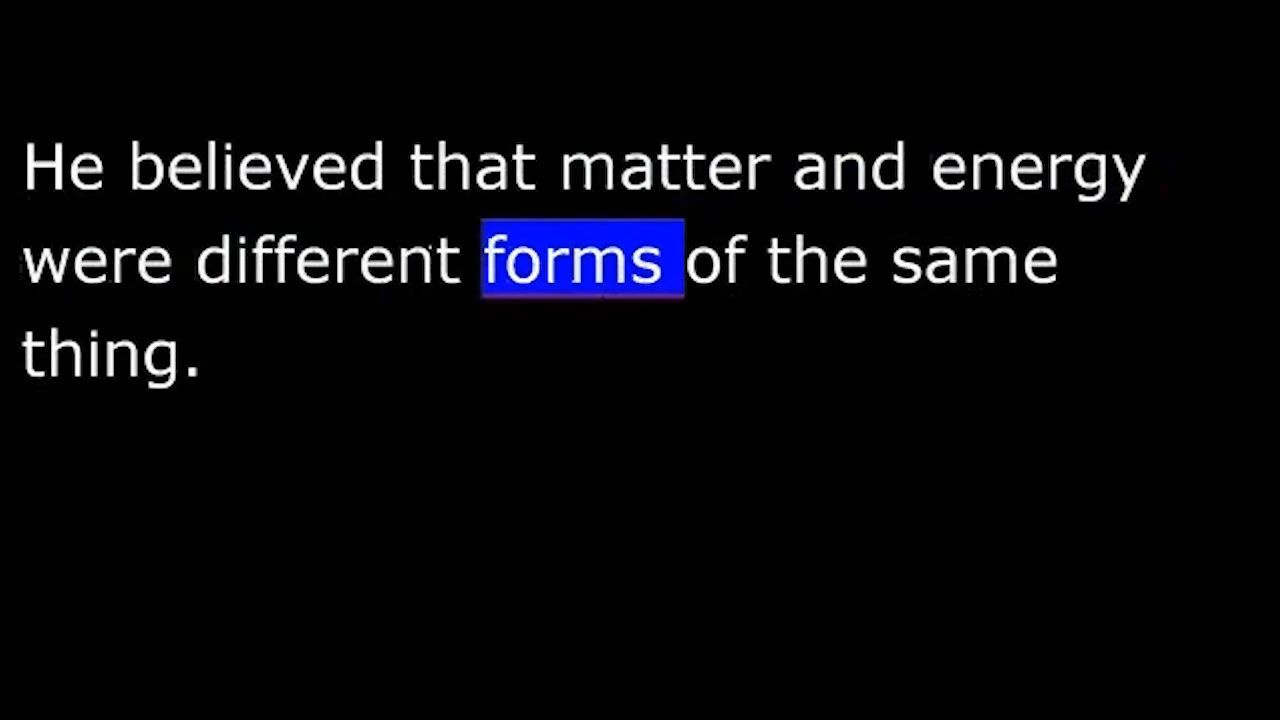 He believed that matter and energy
were different forms of the same
thing.